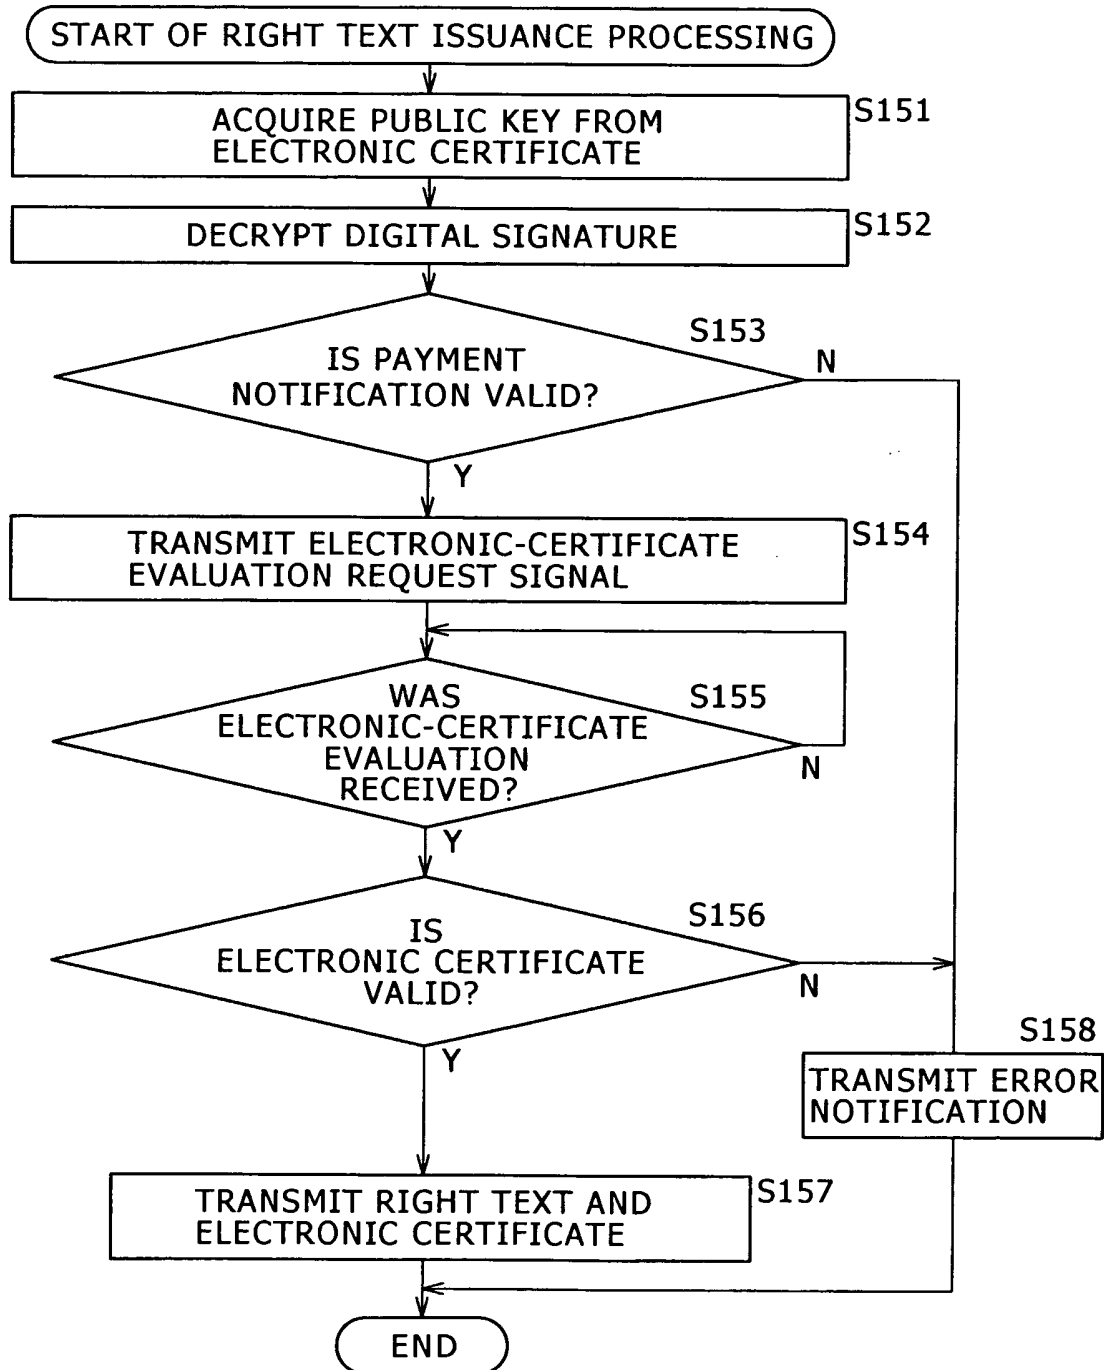 START OF RIGHT TEXT ISSUANCE PROCESSING
S151
ACQUIRE PUBLIC KEY FROM
ELECTRONIC CERTIFICATE
S152
DECRYPT DIGITAL SIGNATURE
S153
IS PAYMENT
NOTIFICATION VALID?
N
Y
S154
TRANSMIT ELECTRONIC-CERTIFICATE
EVALUATION REQUEST SIGNAL
S155
WAS
ELECTRONIC-CERTIFICATE
EVALUATION
RECEIVED?
N
Y
S156
IS
ELECTRONIC CERTIFICATE
VALID?
N
Y
S158
TRANSMIT ERROR
NOTIFICATION
S157
TRANSMIT RIGHT TEXT AND
ELECTRONIC CERTIFICATE
END